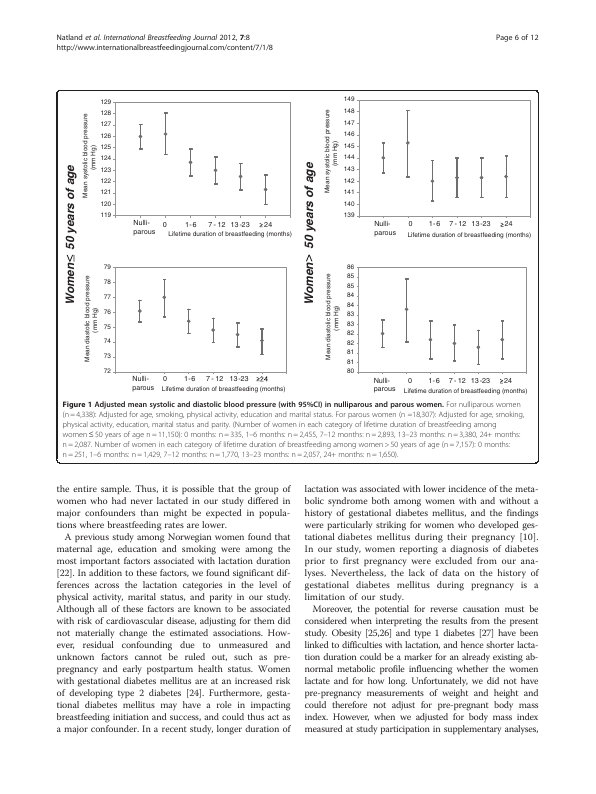 Natland et al. International Breastfeeding Journal 2012, 7:8
http://www.internationalbreastfeedingjournal.com/content/7/1/8
Page 6 of 12
Women≤ 50 years of age
Mean systolic blood pressure
(mm Hg)
129
128
127
126
125
124
123
122
121
120
119
Nulli-
parous
0
1-6
7 - 12
13 -23
≥24
Lifetime duration of breastfeeding (months)
Women> 50 years of age
Mean systolic blood pressure
(mm Hg)
149
148
147
146
145
144
143
142
141
140
139
Nulli-
parous
0
1-6
7 - 12
13 -23
≥24
Lifetime duration of breastfeeding (months)
Mean diastolic blood pressure
(mm Hg)
79
78
77
76
75
74
73
72
Nulli-
parous
0
1-6
7 - 12
13 -23
≥24
Lifetime duration of breastfeeding (months)
Mean diastolic blood pressure
(mm Hg)
86
85
85
84
84
83
83
82
82
81
81
80
Nulli-
parous
0
1-6
7 - 12
13 -23
≥24
Lifetime duration of breastfeeding (months)
Figure 1 Adjusted mean systolic and diastolic blood pressure (with 95%CI) in nulliparous and parous women. For nulliparous women
(n = 4,338): Adjusted for age, smoking, physical activity, education and marital status. For parous women (n =18,307): Adjusted for age, smoking,
physical activity, education, marital status and parity. (Number of women in each category of lifetime duration of breastfeeding among
women ≤ 50 years of age n = 11,150): 0 months: n = 335, 1–6 months: n = 2,455, 7–12 months: n = 2,893, 13–23 months: n = 3,380, 24+ months:
n = 2,087. Number of women in each category of lifetime duration of breastfeeding among women > 50 years of age (n = 7,157): 0 months:
n = 251, 1–6 months: n = 1,429, 7–12 months: n = 1,770, 13–23 months: n = 2,057, 24+ months: n = 1,650).
the entire sample. Thus, it is possible that the group of
women who had never lactated in our study differed in
major confounders than might be expected in popula-
tions where breastfeeding rates are lower.
A previous study among Norwegian women found that
maternal age, education and smoking were among the
most important factors associated with lactation duration
[22]. In addition to these factors, we found significant dif-
ferences across the lactation categories in the level of
physical activity, marital status, and parity in our study.
Although all of these factors are known to be associated
with risk of cardiovascular disease, adjusting for them did
not materially change the estimated associations. How-
ever, residual confounding due to unmeasured and
unknown factors cannot be ruled out, such as pre-
pregnancy and early postpartum health status. Women
with gestational diabetes mellitus are at an increased risk
of developing type 2 diabetes [24]. Furthermore, gesta-
tional diabetes mellitus may have a role in impacting
breastfeeding initiation and success, and could thus act as
a major confounder. In a recent study, longer duration of
lactation was associated with lower incidence of the meta-
bolic syndrome both among women with and without a
history of gestational diabetes mellitus, and the findings
were particularly striking for women who developed ges-
tational diabetes mellitus during their pregnancy [10].
In our study, women reporting a diagnosis of diabetes
prior to first pregnancy were excluded from our ana-
lyses. Nevertheless, the lack of data on the history of
gestational diabetes mellitus during pregnancy is a
limitation of our study.
Moreover, the potential for reverse causation must be
considered when interpreting the results from the present
study. Obesity [25,26] and type 1 diabetes [27] have been
linked to difficulties with lactation, and hence shorter lacta-
tion duration could be a marker for an already existing ab-
normal metabolic profile influencing whether the women
lactate and for how long. Unfortunately, we did not have
pre-pregnancy measurements of weight and height and
could therefore not adjust for pre-pregnant body mass
index. However, when we adjusted for body mass index
measured at study participation in supplementary analyses,